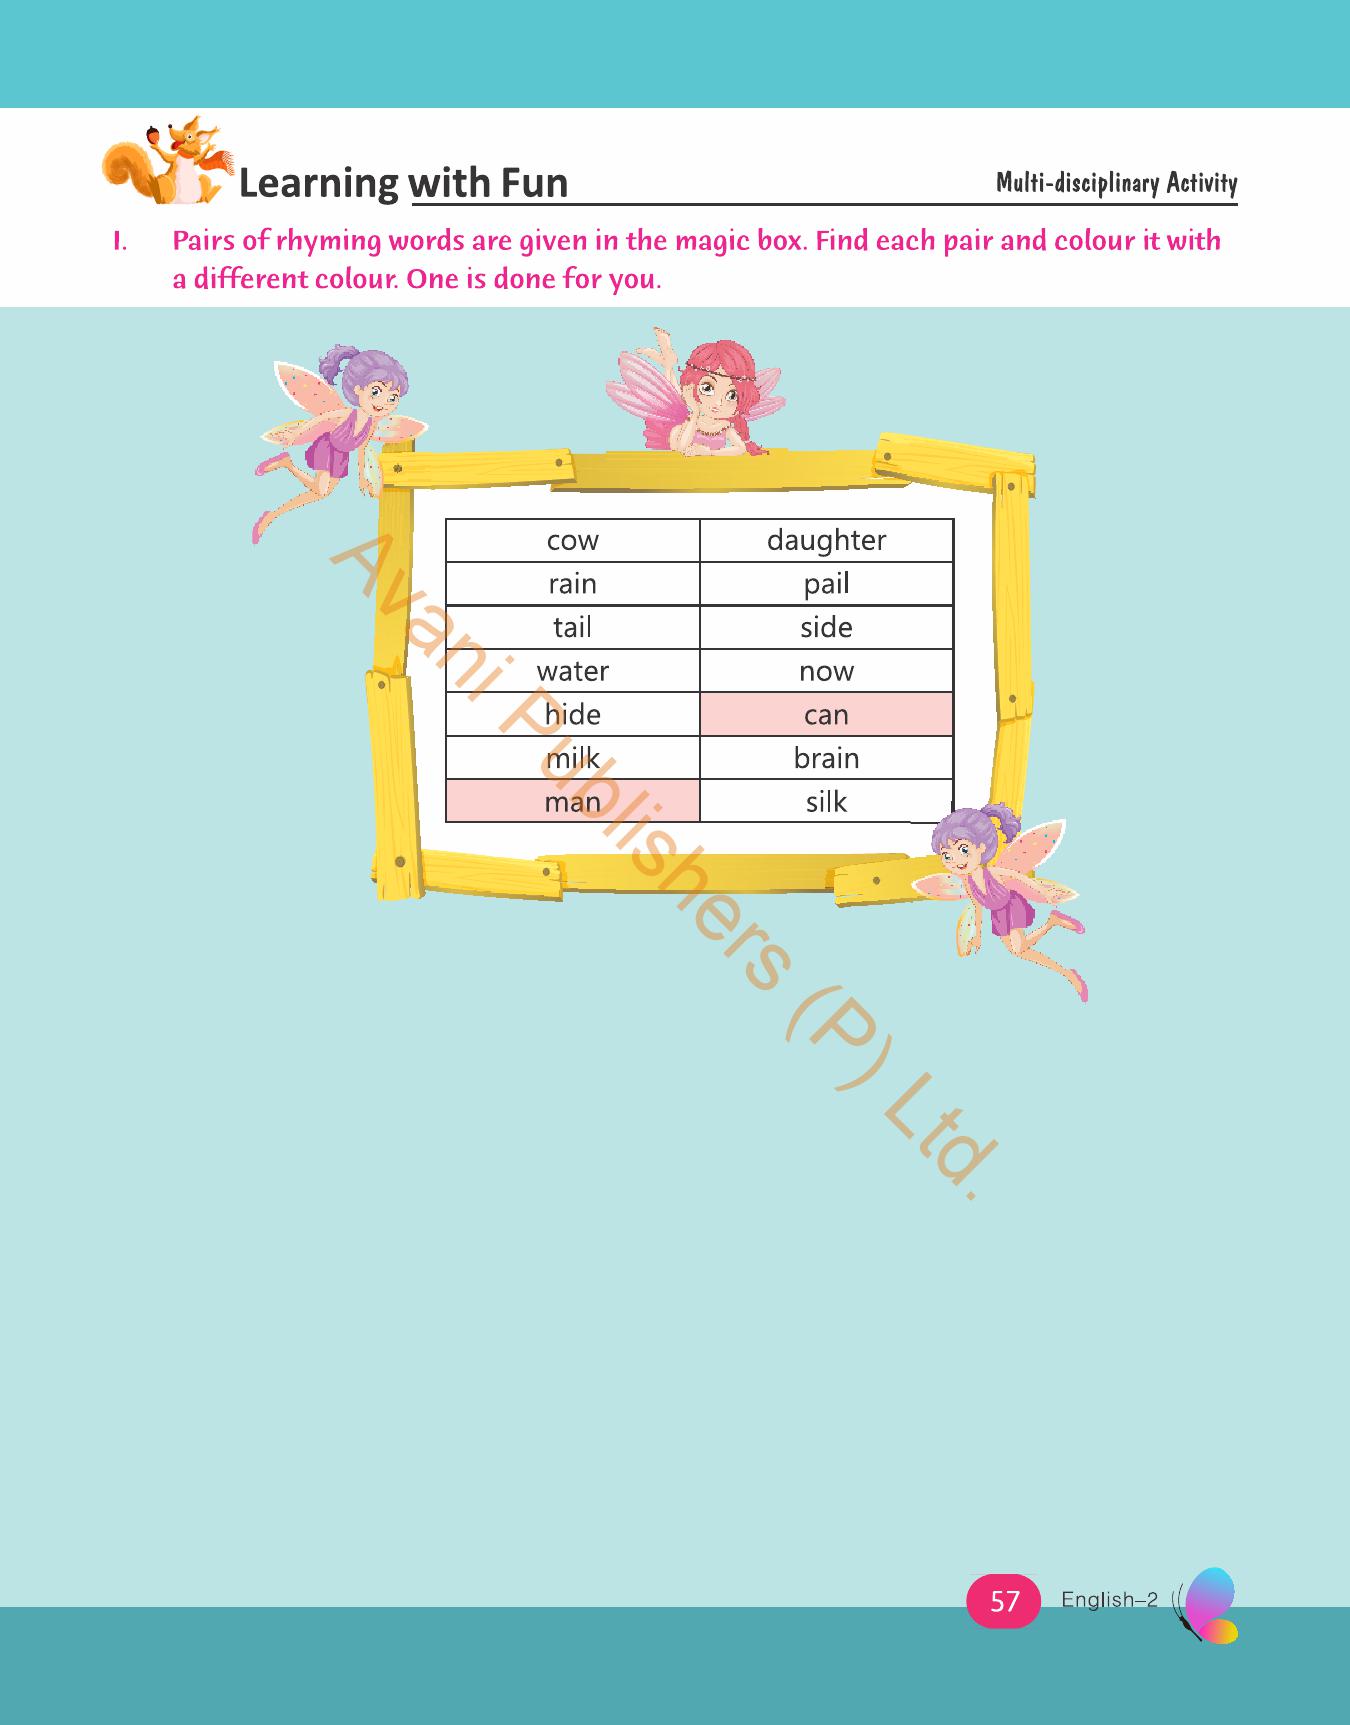 Learning with Fun
Multi-disciplinary Activity
I. Pairs of rhyming words are given in the magic box. Find each pair and colour it with
a different colour. One is done for you.
cow daughter
rain pail
tail side
water now
hide can
milk brain
man silk
Avani Publishers (P) Ltd.
57 English–2